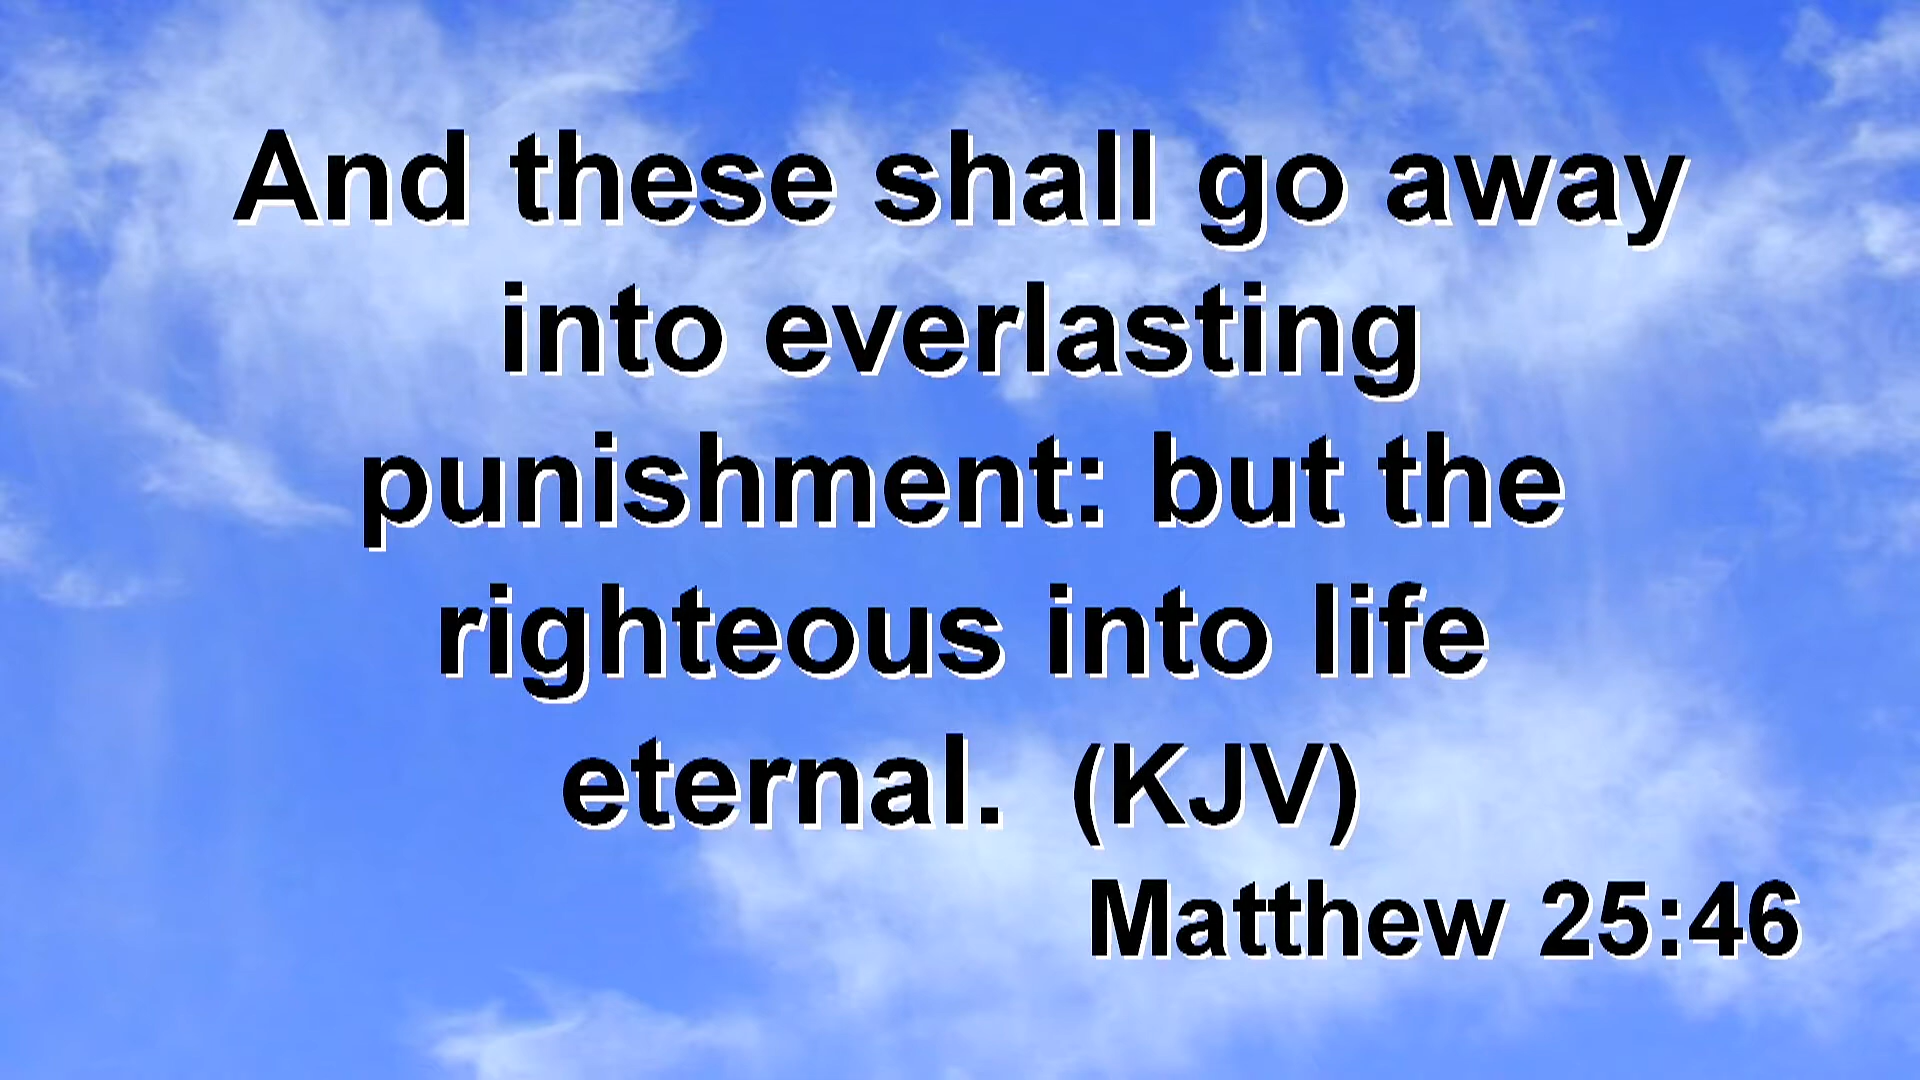 And these shall go away
into everlasting
punishment: but the
righteous into life
eternal.  (KJV)
Matthew 25:46